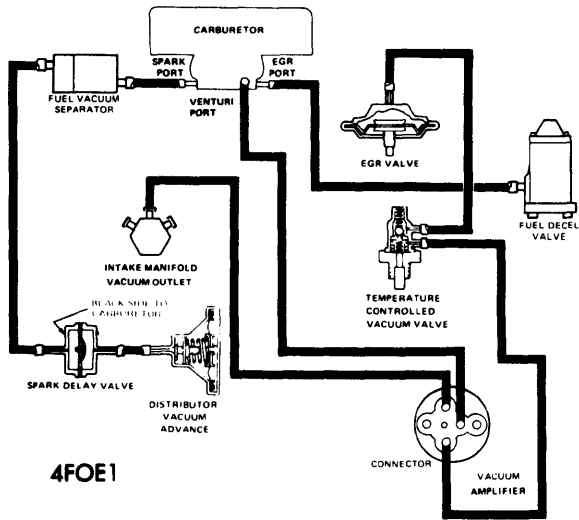 CARBURETOR
SPARK
PORT
EGR
PORT
VENTURI
PORT
FUEL VACUUM
SEPARATOR
EGR VALVE
FUEL DECEL
VALVE
INTAKE MANIFOLD
VACUUM OUTLET
TEMPERATURE
CONTROLLED
VACUUM VALVE
BLACK SIDE TO
CARBURETOR
SPARK DELAY VALVE
DISTRIBUTOR
VACUUM
ADVANCE
CONNECTOR
VACUUM
AMPLIFIER
4FOE1